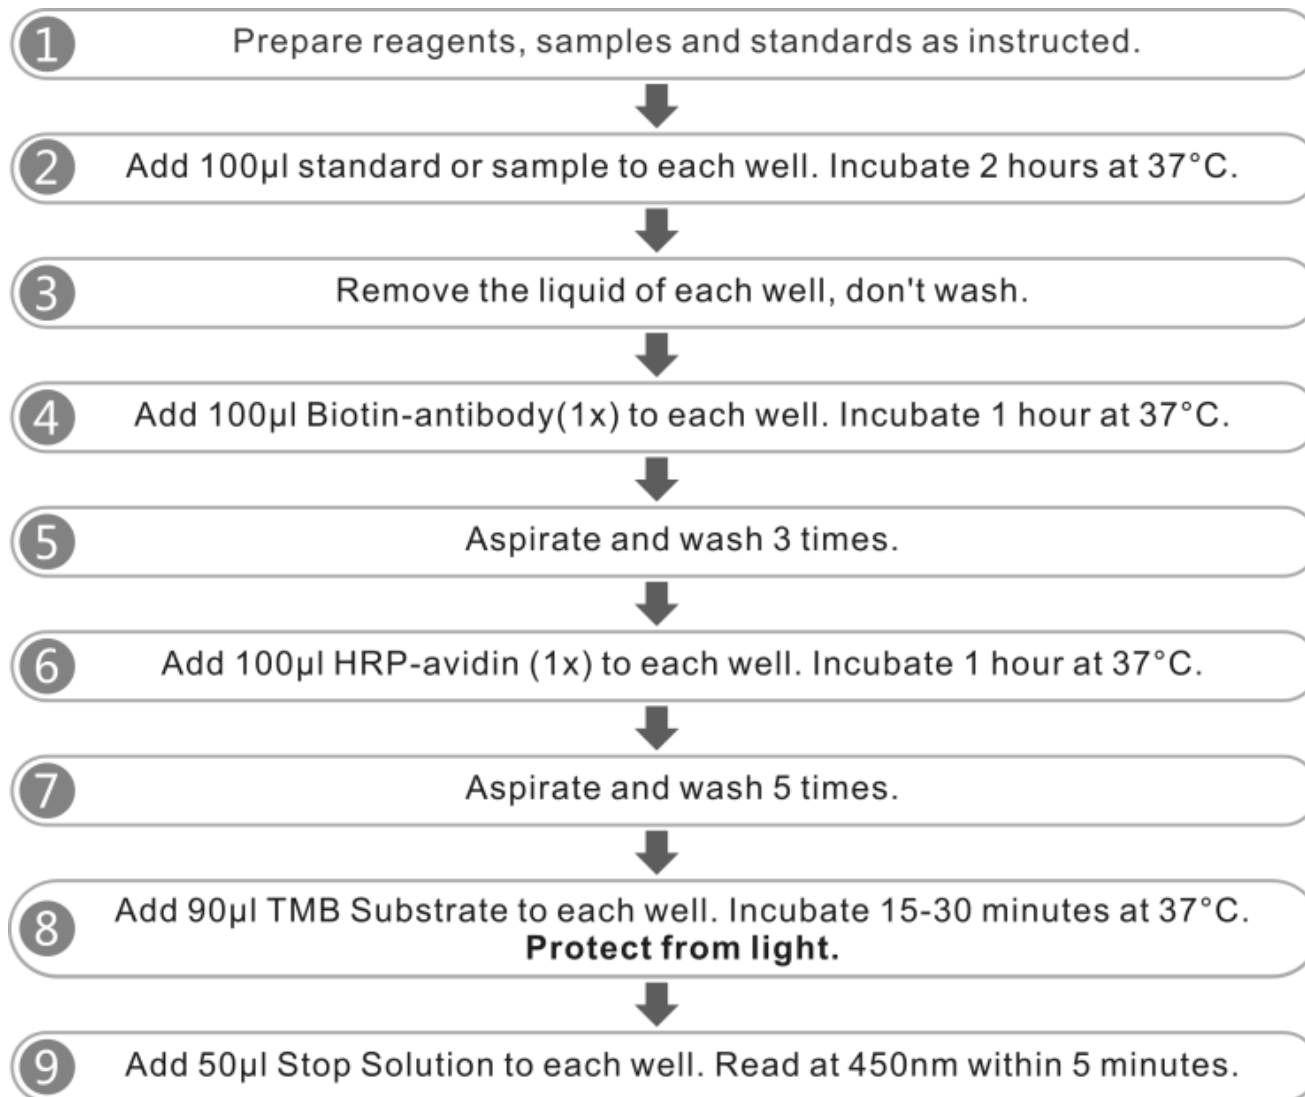 1 Prepare reagents, samples and standards as instructed.
2 Add 100µl standard or sample to each well. Incubate 2 hours at 37°C.
3 Remove the liquid of each well, don't wash.
4 Add 100µl Biotin-antibody(1x) to each well. Incubate 1 hour at 37°C.
5 Aspirate and wash 3 times.
6 Add 100µl HRP-avidin (1x) to each well. Incubate 1 hour at 37°C.
7 Aspirate and wash 5 times.
8 Add 90µl TMB Substrate to each well. Incubate 15-30 minutes at 37°C.
Protect from light.
9 Add 50µl Stop Solution to each well. Read at 450nm within 5 minutes.